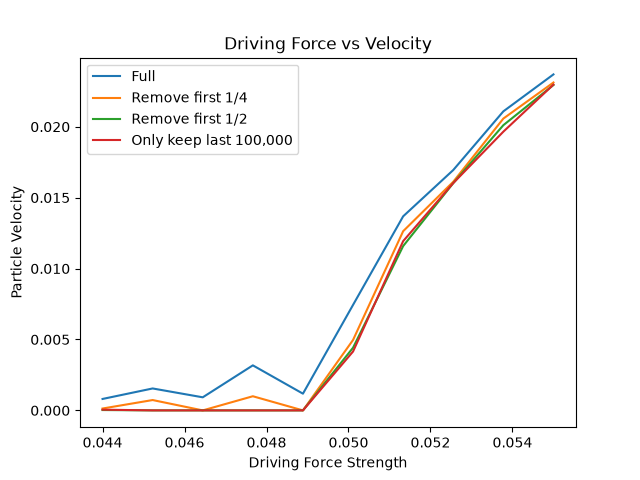 Driving Force vs Velocity
Full
Remove first 1/4
Remove first 1/2
Only keep last 100,000
Particle Velocity
0.020
0.015
0.010
0.005
0.000
0.044 0.046 0.048 0.050 0.052 0.054
Driving Force Strength